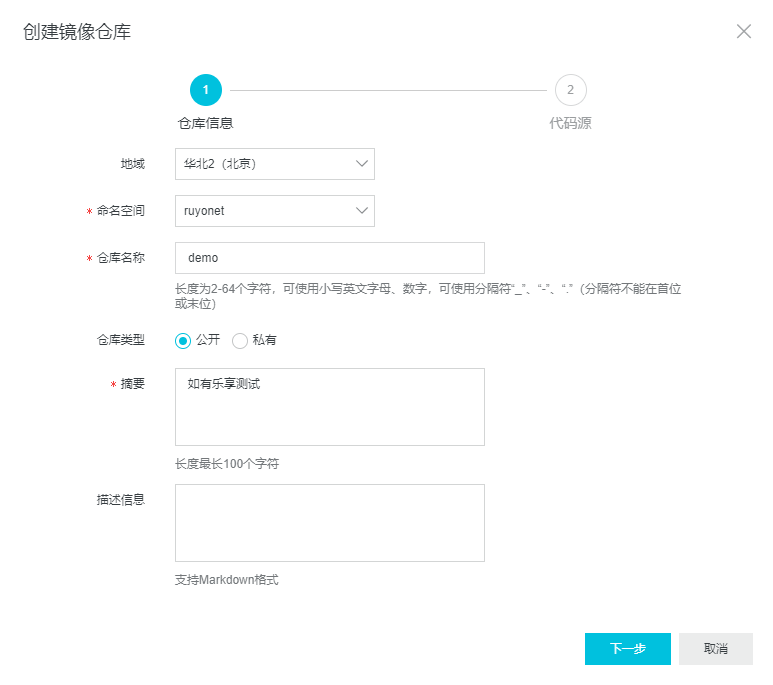 创建镜像仓库
1
2
仓库信息
代码源
地域
华北2（北京）
* 命名空间
ruyonet
* 仓库名称
demo
长度为2-64个字符，可使用小写英文字母、数字，可使用分隔符“_”、“-”、“.”（分隔符不能在首位
或末位）
仓库类型
公开
私有
* 摘要
如有乐享测试
长度最长100个字符
描述信息
支持Markdown格式
下一步
取消